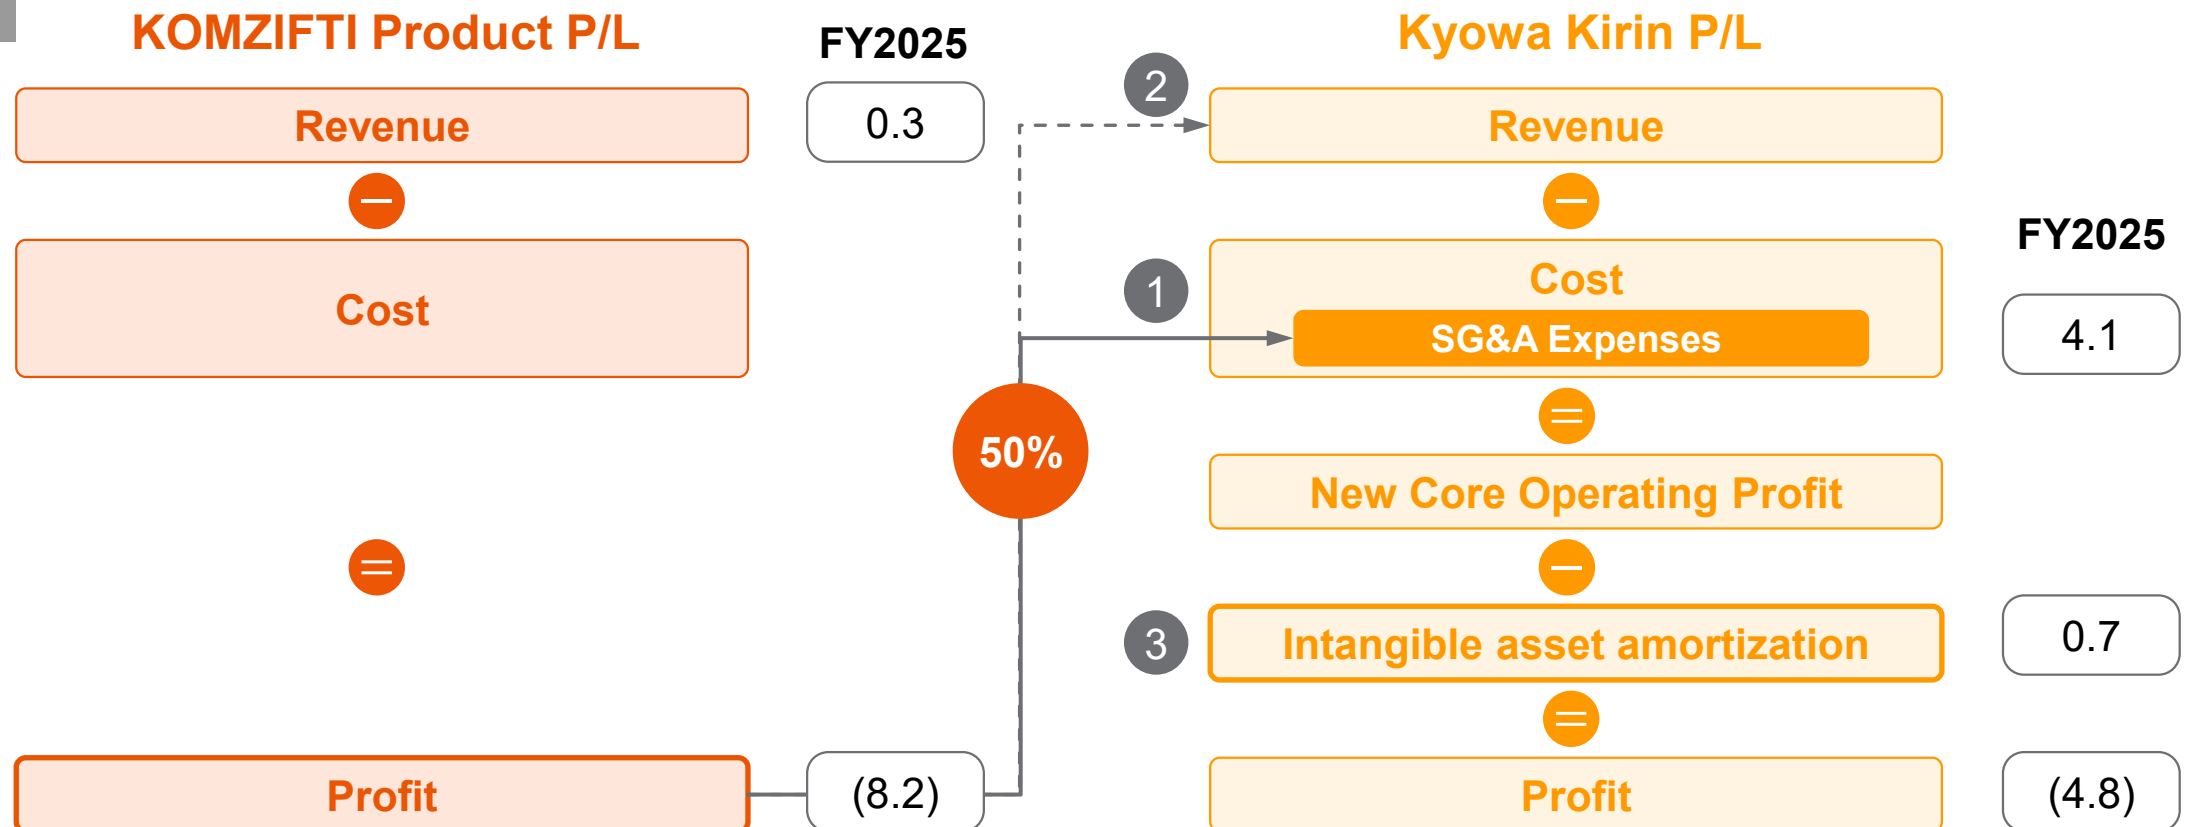 KOMZIFTI Product P/L
FY2025
Kyowa Kirin P/L
Revenue
0.3
2
Revenue
Cost
1
Cost
SG&A Expenses
FY2025
4.1
50%
New Core Operating Profit
3
Intangible asset amortization
0.7
Profit
(8.2)
Profit
(4.8)